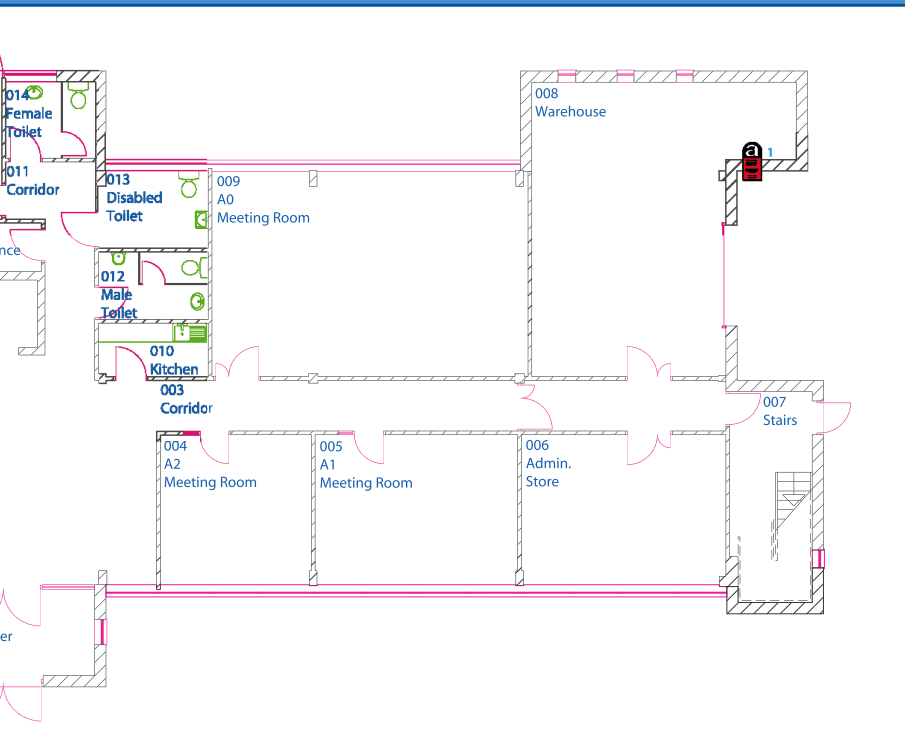 014
Female
Toilet
011
Corridor
nce
013
Disabled
Toilet
012
Male
Toilet
010
Kitchen
003
Corridor
009
A0
Meeting Room
008
Warehouse
a 1
004
A2
Meeting Room
005
A1
Meeting Room
006
Admin.
Store
007
Stairs
er